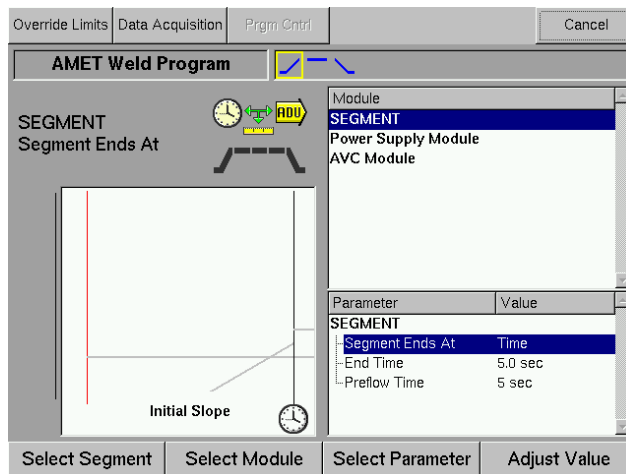 Override Limits Data Acquisition Prgm Cntrl Cancel
AMET Weld Program
SEGMENT
Segment Ends At
ADV
Module
SEGMENT
Power Supply Module
AVC Module
Initial Slope
Parameter Value
SEGMENT
Segment Ends At Time
End Time 5.0 sec
Preflow Time 5 sec
Select Segment Select Module Select Parameter Adjust Value